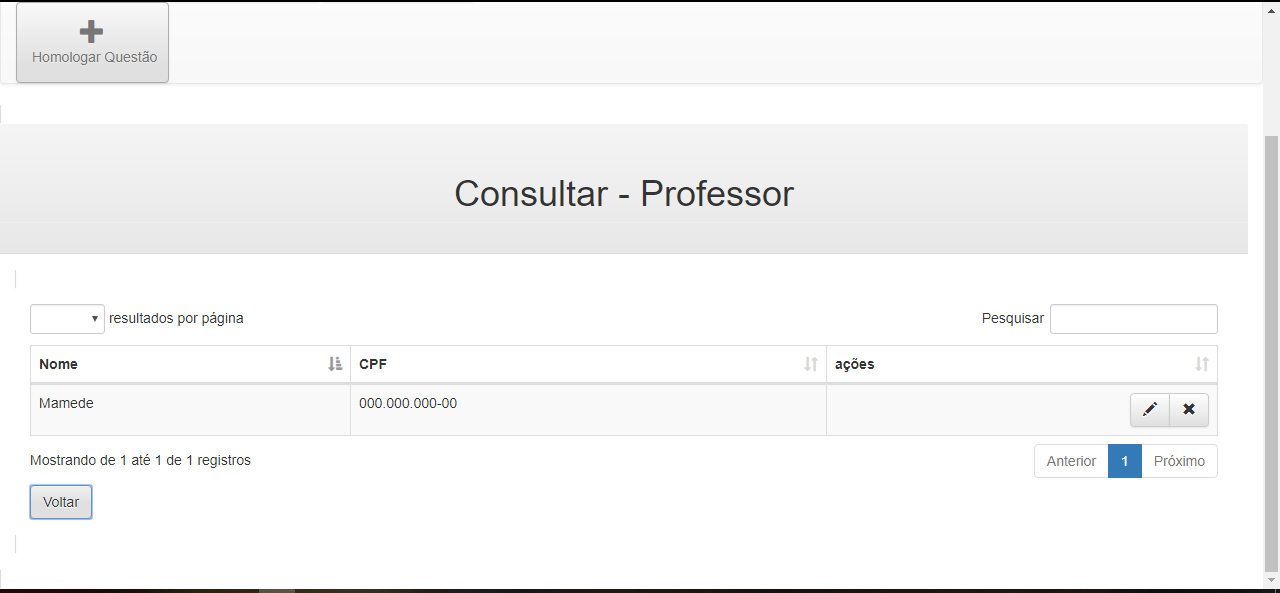 Homologar Questão
Consultar - Professor
resultados por página
Pesquisar
Nome CPF ações
Mamede 000.000.000-00
Mostrando de 1 até 1 de 1 registros
Anterior 1 Próximo
Voltar